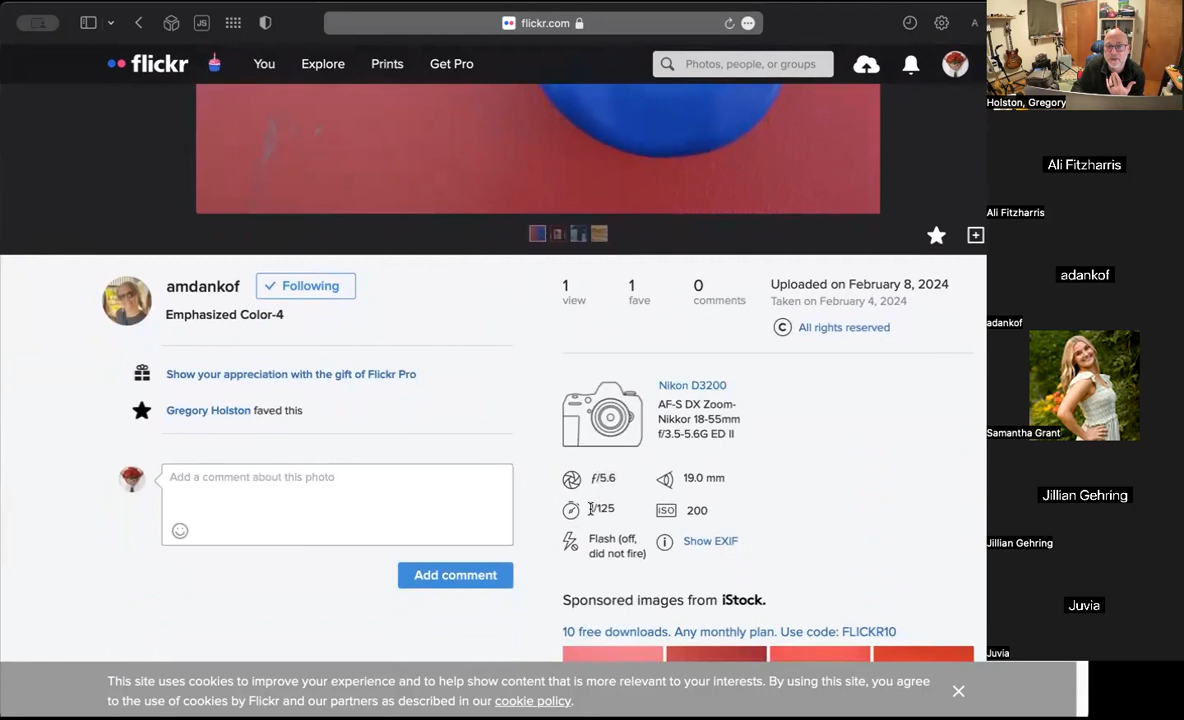 JS
flickr.com
A
flickr
You
Explore
Prints
Get Pro
Photos, people, or groups
amdankof
Following
Emphasized Color-4
Show your appreciation with the gift of Flickr Pro
Gregory Holston faved this
Add a comment about this photo
Add comment
1
view
1
fave
0
comments
Uploaded on February 8, 2024
Taken on February 4, 2024
All rights reserved
Nikon D3200
AF-S DX Zoom-
Nikkor 18-55mm
f/3.5-5.6G ED II
ƒ/5.6
19.0 mm
/125
ISO
200
Flash (off,
did not fire)
Show EXIF
Sponsored images from iStock.
10 free downloads. Any monthly plan. Use code: FLICKR10
This site uses cookies to improve your experience and to help show content that is more relevant to your interests. By using this site, you agree
to the use of cookies by Flickr and our partners as described in our cookie policy.
Holston, Gregory
Ali Fitzharris
Ali Fitzharris
adankof
adankof
Samantha Grant
Jillian Gehring
Jillian Gehring
Juvia
Juvia